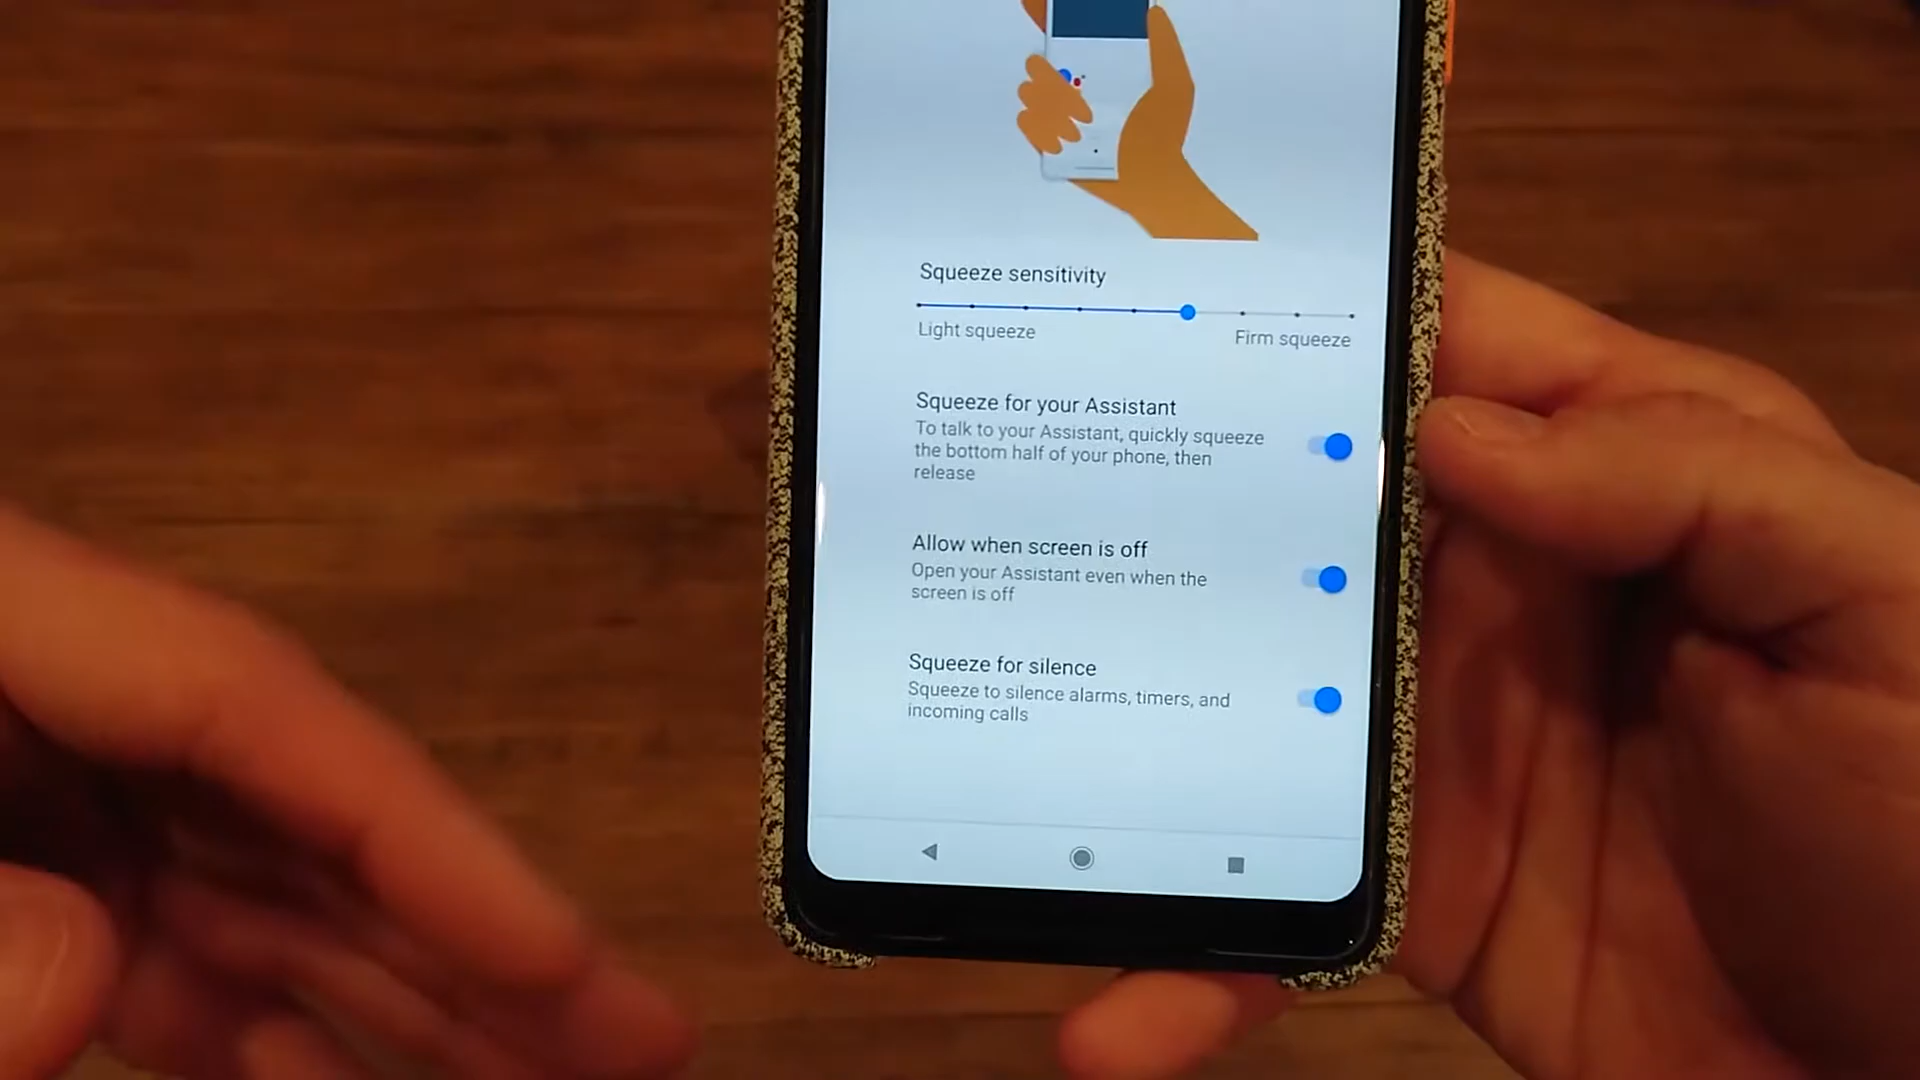 Squeeze sensitivity
Light squeeze
Firm squeeze
Squeeze for your Assistant
To talk to your Assistant, quickly squeeze
the bottom half of your phone, then
release
Allow when screen is off
Open your Assistant even when the
screen is off
Squeeze for silence
Squeeze to silence alarms, timers, and
incoming calls